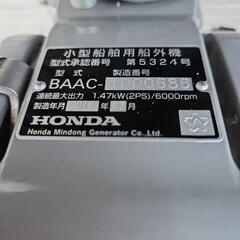 小型船舶用船外機
型式承認番号 第5324号
型式 製造番号
BAAC-1000686
連続最大出力 1.47kW(2PS)/6000rpm
製造年月
HONDA
Honda Mindong Generator Co.,Ltd.